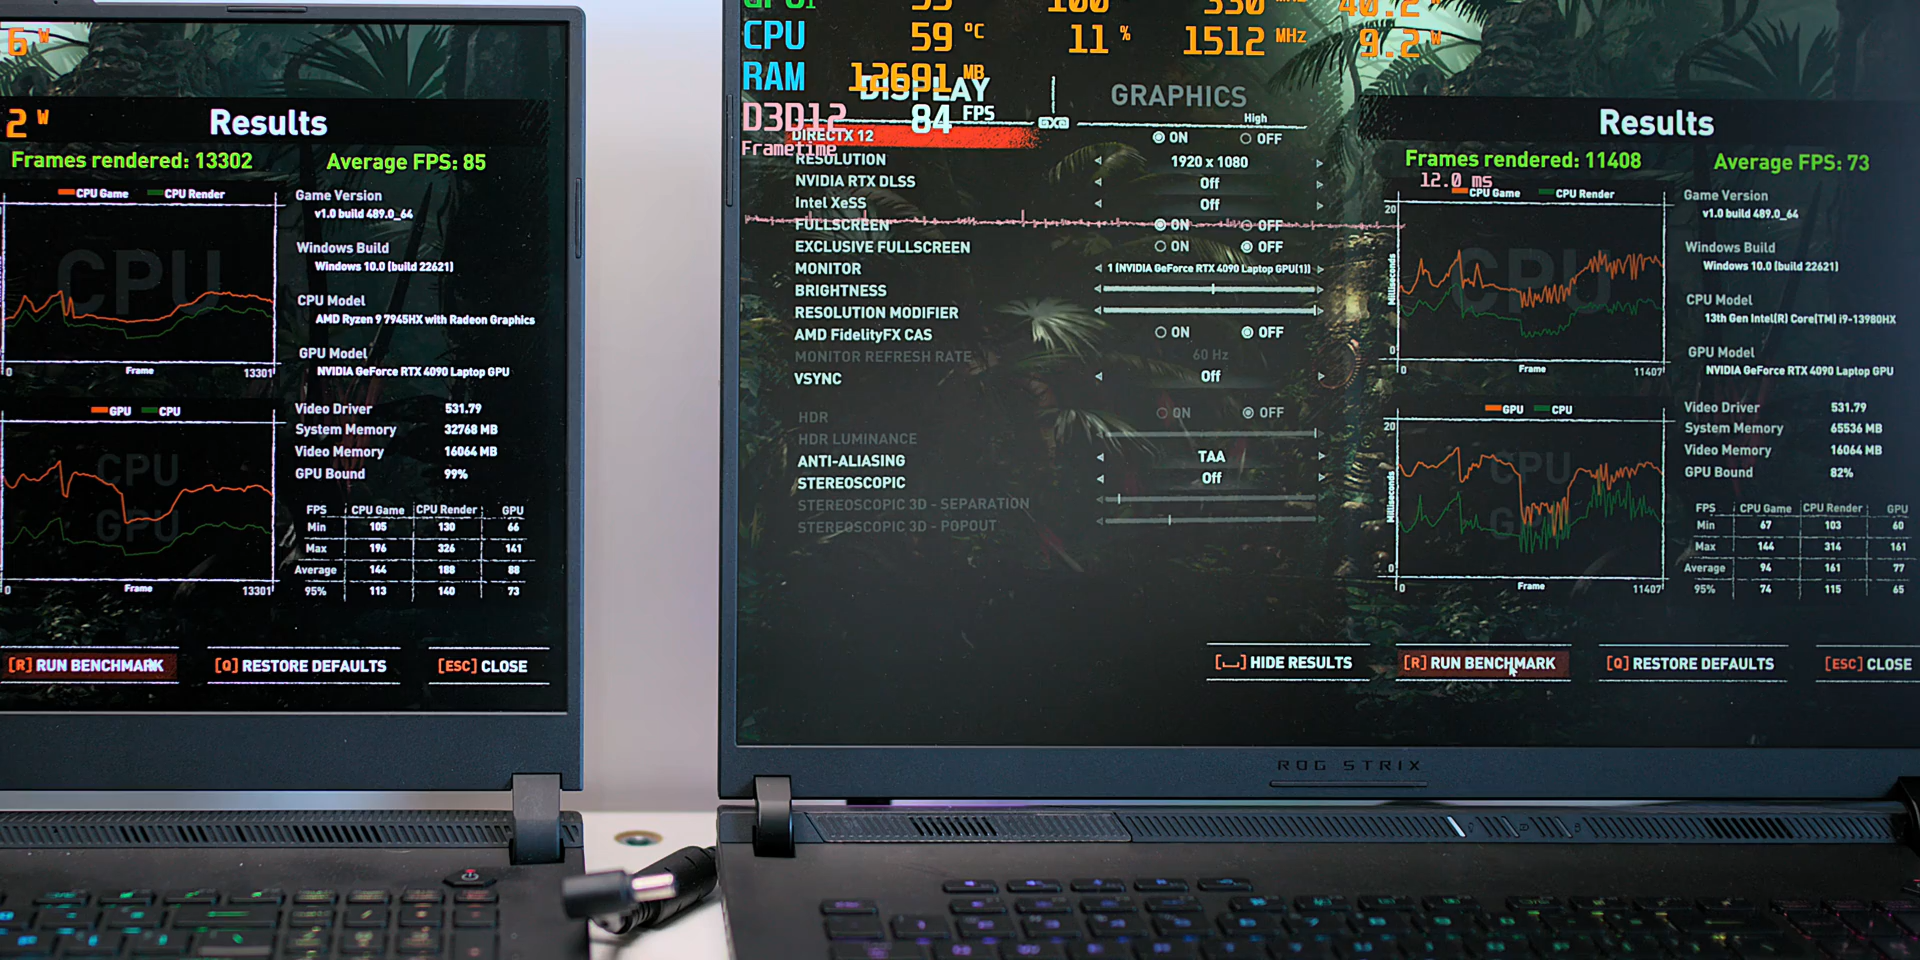 6 W
2 W
Results
Frames rendered: 13302
Average FPS: 85
CPU Game
CPU Render
CPU
0
Frame
13301
GPU
CPU
CPU
GPU
0
Frame
13301
Game Version
v1.0 build 489.0_64
Windows Build
Windows 10.0 (build 22621)
CPU Model
AMD Ryzen 9 7945HX with Radeon Graphics
GPU Model
NVIDIA GeForce RTX 4090 Laptop GPU
Video Driver 531.79
System Memory 32768 MB
Video Memory 16064 MB
GPU Bound 99%
FPS CPU Game CPU Render GPU
Min 105 130 66
Max 196 326 141
Average 144 188 88
95% 113 140 73
[R] RUN BENCHMARK
[Q] RESTORE DEFAULTS
[ESC] CLOSE
CPU 59 °C 11 % 1512 MHz 9.2 W
RAM 12691 MB
D3D12 84 FPS
Frametime
12.0 ms
DISPLAY
GRAPHICS
High
DIRECTX 12 ON OFF
RESOLUTION 1920 x 1080
NVIDIA RTX DLSS Off
Intel XeSS Off
FULLSCREEN ON OFF
EXCLUSIVE FULLSCREEN ON OFF
MONITOR 1 (NVIDIA GeForce RTX 4090 Laptop GPU(1))
BRIGHTNESS
RESOLUTION MODIFIER
AMD FidelityFX CAS ON OFF
MONITOR REFRESH RATE 60 Hz
VSYNC Off
HDR ON OFF
HDR LUMINANCE
ANTI-ALIASING TAA
STEREOSCOPIC Off
STEREOSCOPIC 3D - SEPARATION
STEREOSCOPIC 3D - POPOUT
Results
Frames rendered: 11408
Average FPS: 73
CPU Game
CPU Render
20
Milliseconds
CPU
0
0
Frame
11407
GPU
CPU
20
Milliseconds
CPU
0
0
Frame
11407
Game Version
v1.0 build 489.0_64
Windows Build
Windows 10.0 (build 22621)
CPU Model
13th Gen Intel(R) Core(TM) i9-13980HX
GPU Model
NVIDIA GeForce RTX 4090 Laptop GPU
Video Driver 531.79
System Memory 65536 MB
Video Memory 16064 MB
GPU Bound 82%
FPS CPU Game CPU Render GPU
Min 67 103 60
Max 144 314 161
Average 94 161 77
95% 74 115 65
HIDE RESULTS
[R] RUN BENCHMARK
[Q] RESTORE DEFAULTS
[ESC] CLOSE
ROG STRIX